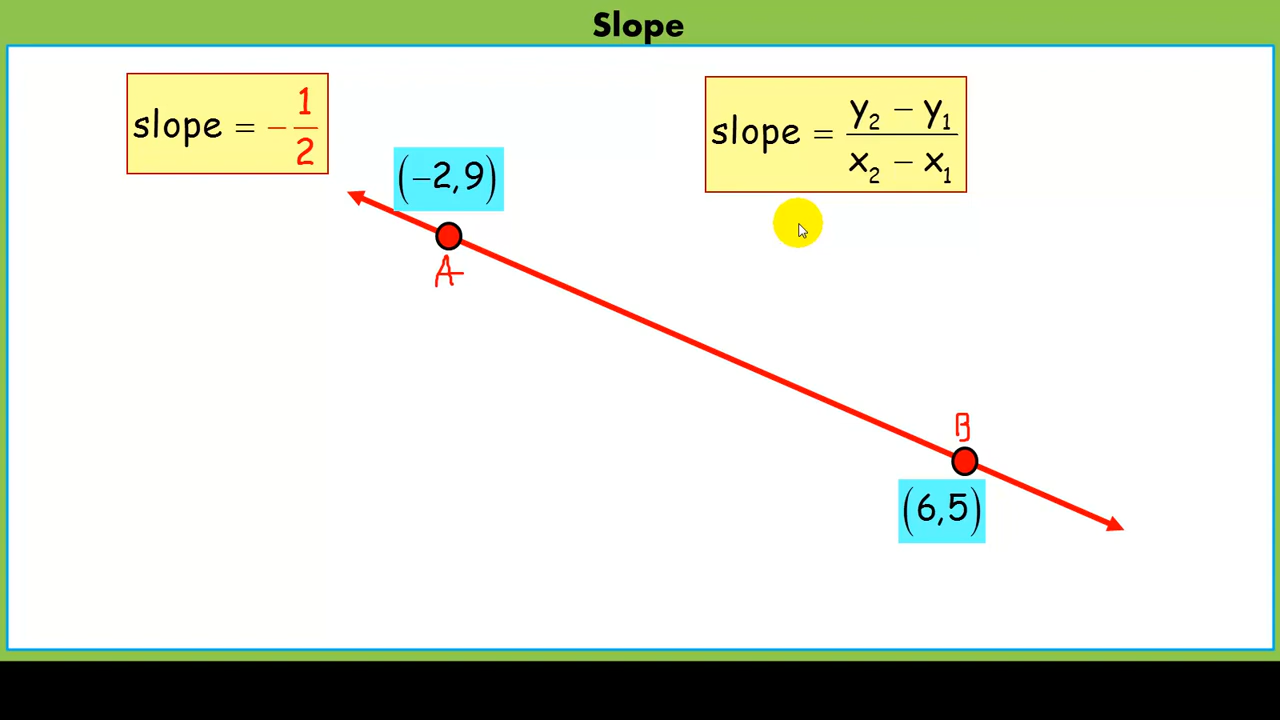 Slope
slope = -1/2
slope = (y₂ − y₁)/(x₂ − x₁)
(−2,9)
A
B
(6,5)